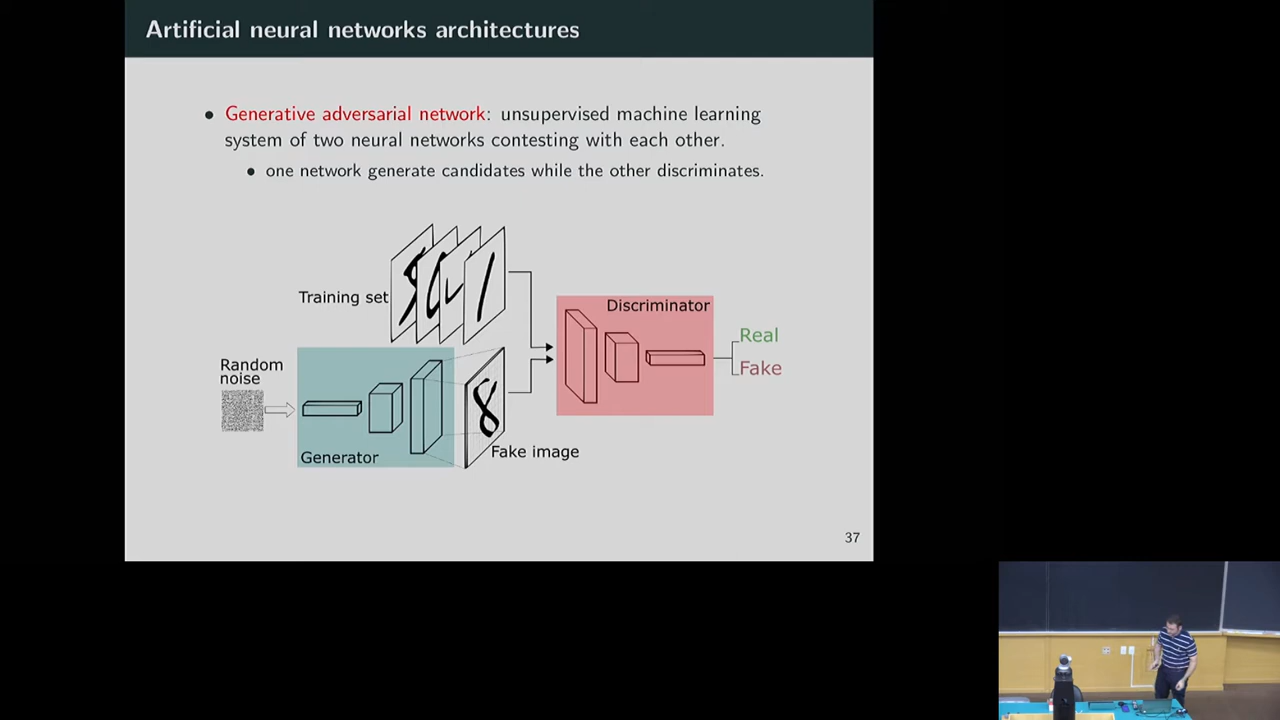 Artificial neural networks architectures
• Generative adversarial network: unsupervised machine learning
system of two neural networks contesting with each other.
• one network generate candidates while the other discriminates.
Training set
Discriminator
Real
Fake
Random
noise
8
Generator
Fake image
37